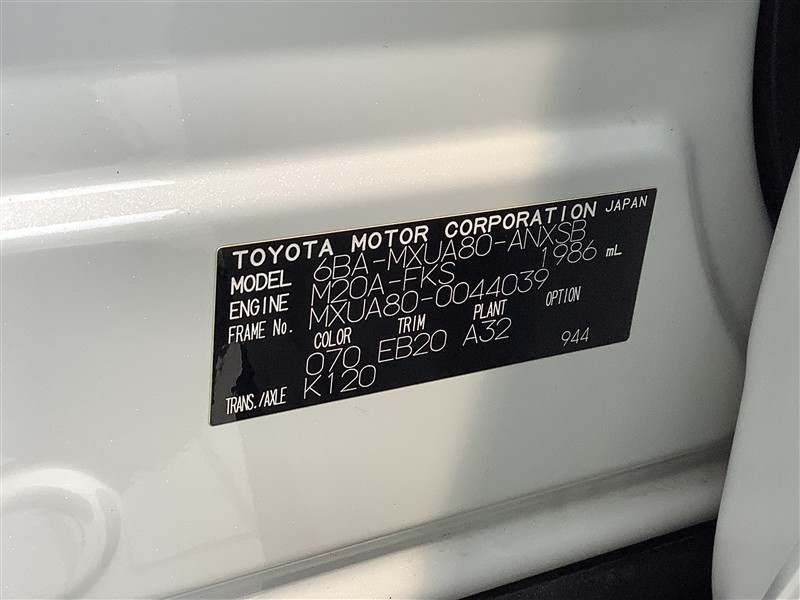 TOYOTA MOTOR CORPORATION JAPAN
MODEL 6BA-MXUA80-ANXSB
ENGINE M20A-FKS 1986 mL
FRAME No. MXUA80-0044039
COLOR TRIM PLANT OPTION
070 EB20 A32 944
TRANS./AXLE K120